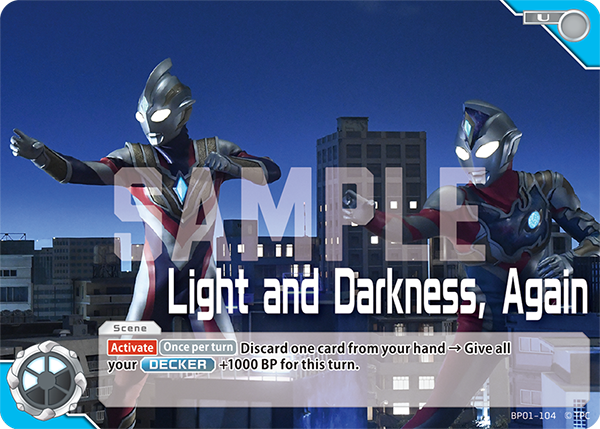 U
SAMPLE
Light and Darkness, Again
Scene
Activate Once per turn Discard one card from your hand → Give all
your DECKER +1000 BP for this turn.
BP01-104 © TPC